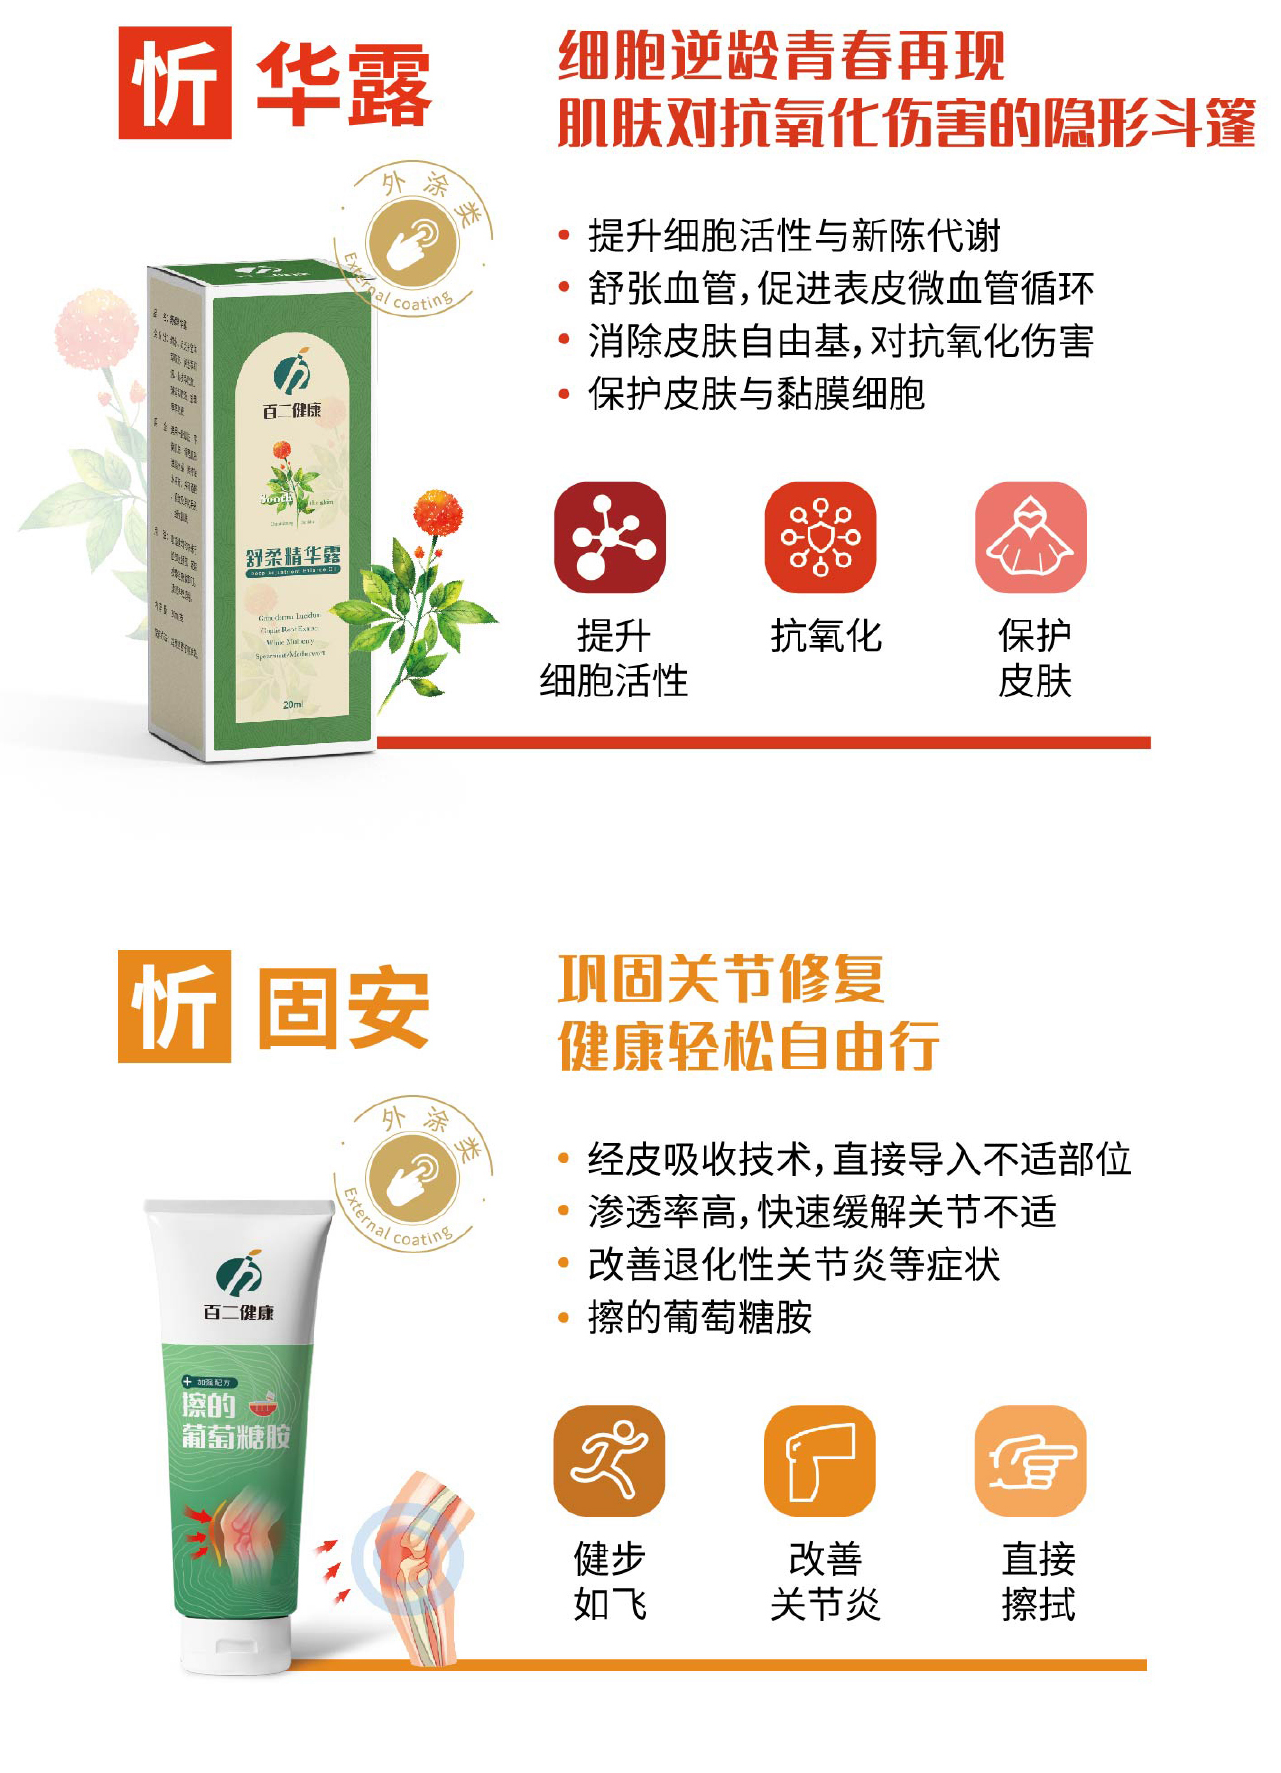 忻 华露
细胞逆龄青春再现
肌肤对抗氧化伤害的隐形斗篷
外涂类
External coating
• 提升细胞活性与新陈代谢
• 舒张血管，促进表皮微血管循环
• 消除皮肤自由基，对抗氧化伤害
• 保护皮肤与黏膜细胞
百二健康
舒柔精华露
20ml
提升
细胞活性
抗氧化
保护
皮肤
忻 固安
巩固关节修复
健康轻松自由行
外涂类
External coating
• 经皮吸收技术，直接导入不适部位
• 渗透率高，快速缓解关节不适
• 改善退化性关节炎等症状
• 擦的葡萄糖胺
百二健康
加强配方
擦的
葡萄糖胺
健步
如飞
改善
关节炎
直接
擦拭